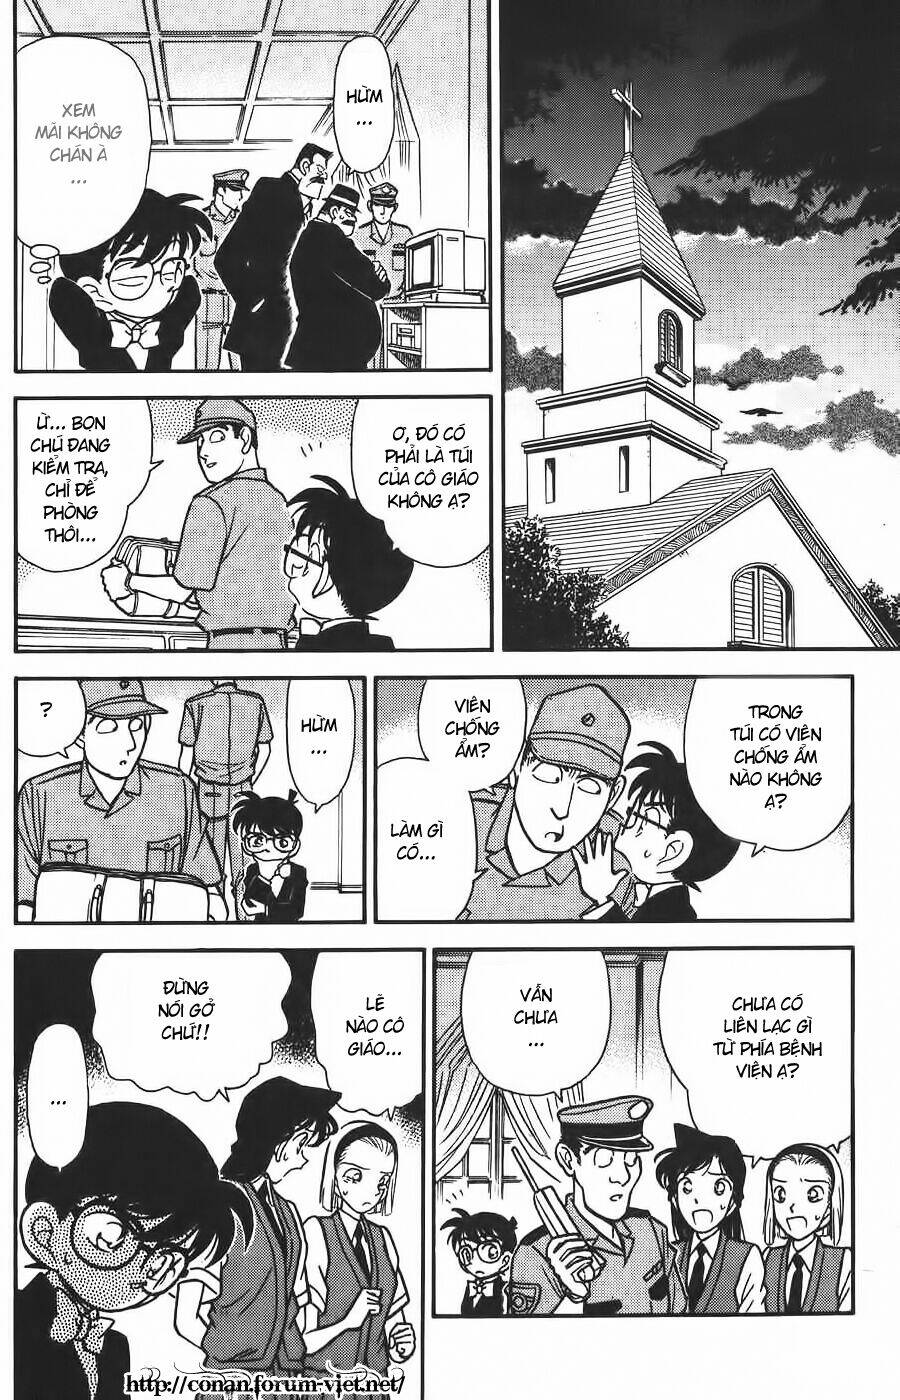 HỪM
...
XEM
MÃI KHÔNG
CHÁN À
...
Ơ, ĐÓ CÓ
PHẢI LÀ TÚI
CỦA CÔ GIÁO
KHÔNG Ạ?
Ừ... BỌN
CHÚ ĐANG
KIỂM TRA,
CHỈ ĐỂ
PHÒNG
THÔI...
TRONG
TÚI CÓ VIÊN
CHỐNG ẨM
NÀO KHÔNG
Ạ?
VIÊN
CHỐNG
ẨM?
LÀM GÌ
CÓ...
HỪM
...
?
CHƯA CÓ
LIÊN LẠC GÌ
TỪ PHÍA BỆNH
VIỆN Ạ?
VẪN
CHƯA
...
LẼ
NÀO CÔ
GIÁO...
ĐỪNG
NÓI GỞ
CHỨ!!
...
http://conan.forum-viet.net/